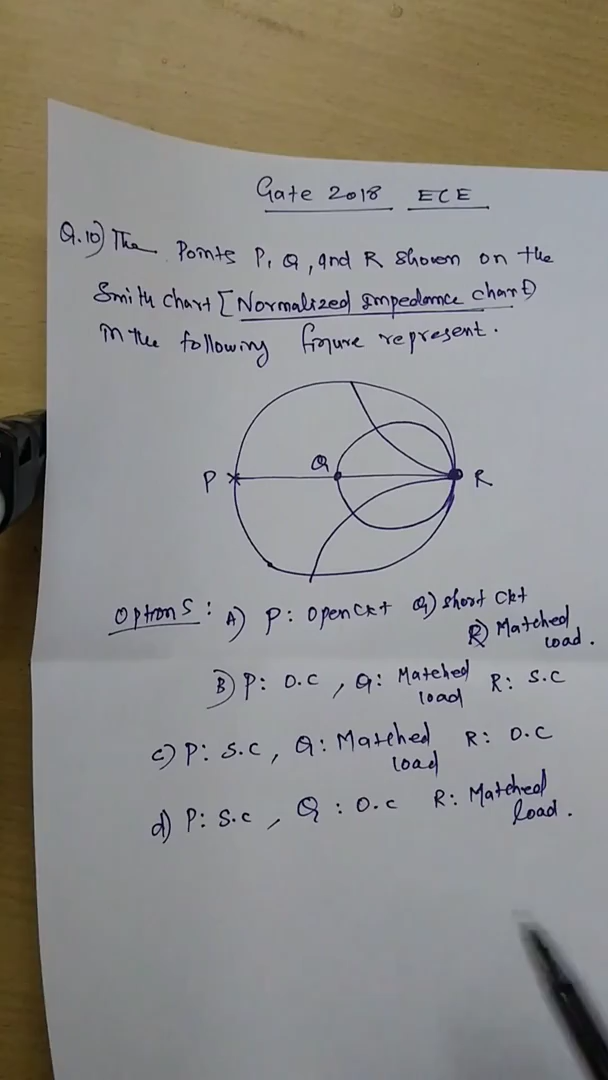 Gate 2018 ECE
Q.10) The Points P, Q, and R shown on the
Smith chart [Normalized impedance chart)
in the following figure represent.
P Q R
Options: A) P: Open Ckt Q) short Ckt
R) Matched load.
B) P: O.C, Q: Matched load R: S.C
c) P: S.C, Q: Matched load R: O.C
d) P: S.C, Q: O.C R: Matched load.